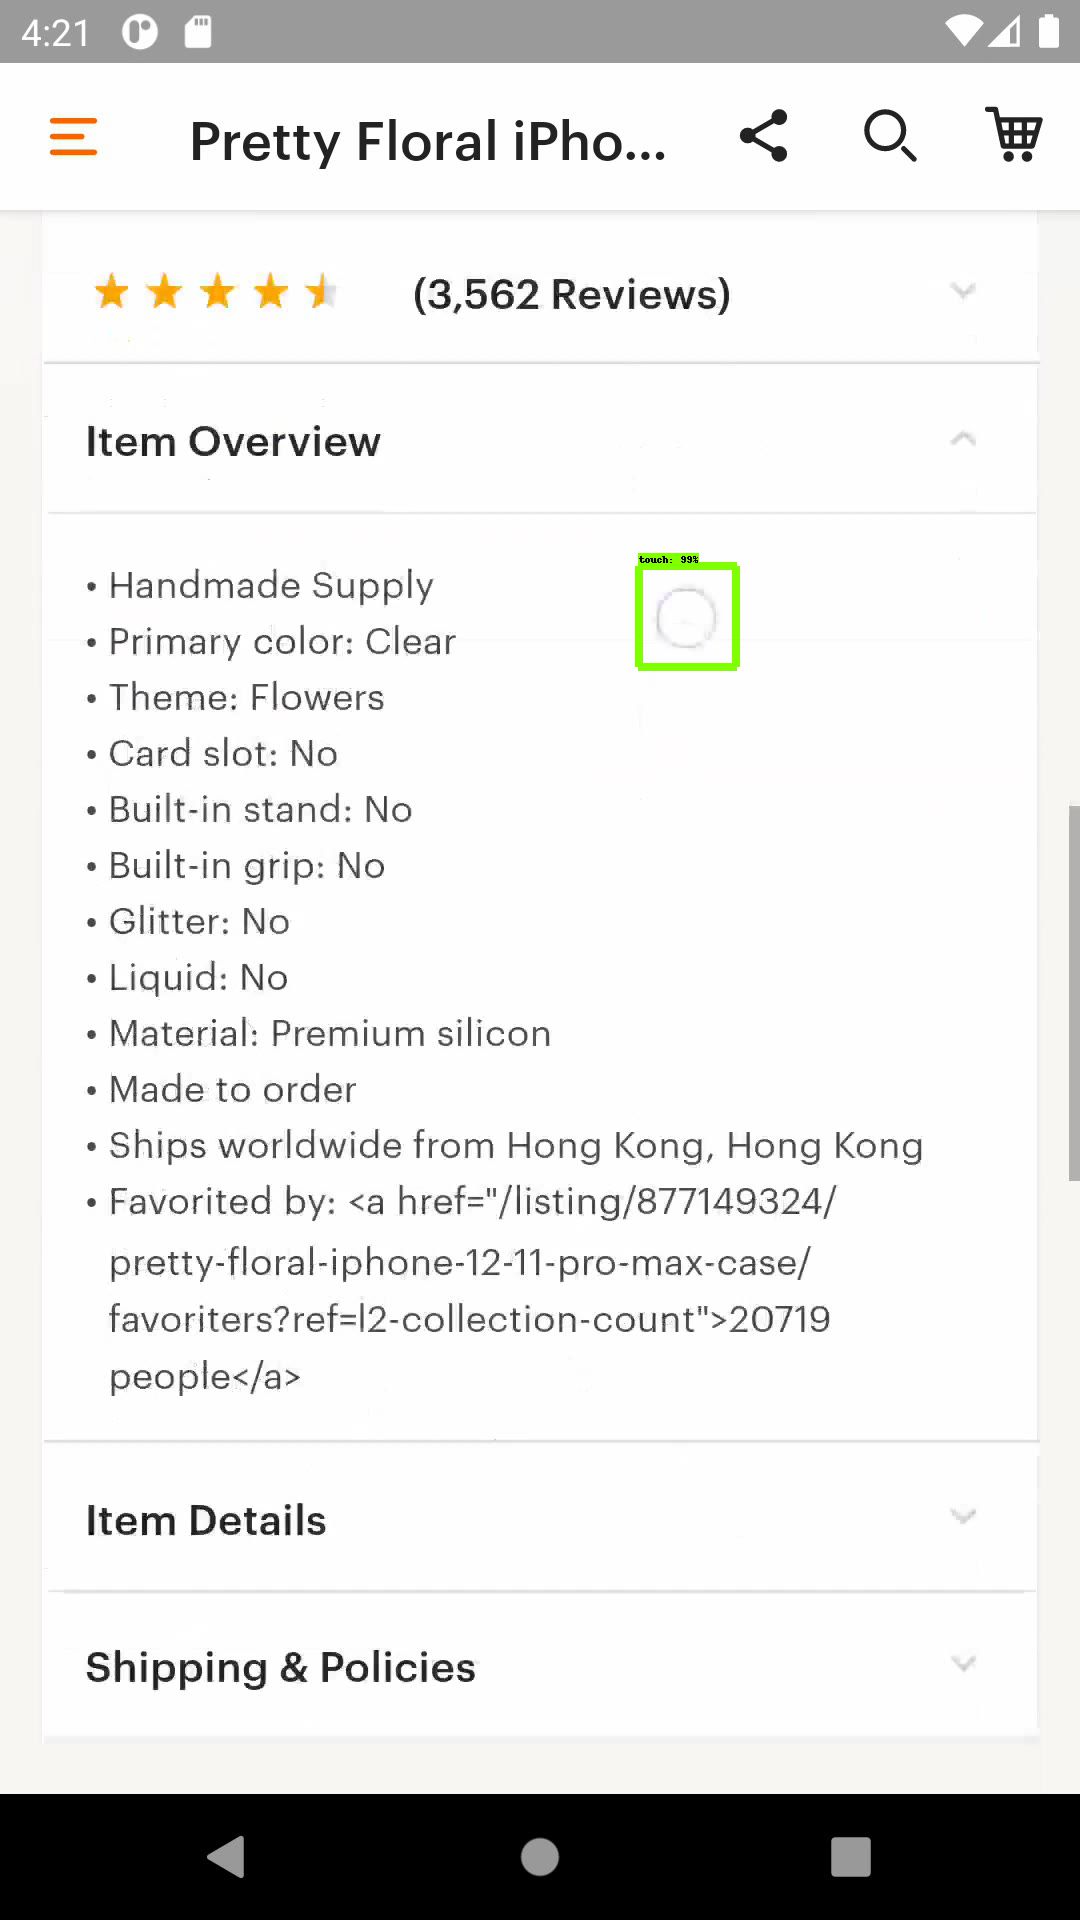 4:21
Pretty Floral iPho...
(3,562 Reviews)
Item Overview
touch: 99%
• Handmade Supply
• Primary color: Clear
• Theme: Flowers
• Card slot: No
• Built-in stand: No
• Built-in grip: No
• Glitter: No
• Liquid: No
• Material: Premium silicon
• Made to order
• Ships worldwide from Hong Kong, Hong Kong
• Favorited by: <a href="/listing/877149324/
pretty-floral-iphone-12-11-pro-max-case/
favoriters?ref=l2-collection-count">20719
people</a>
Item Details
Shipping & Policies